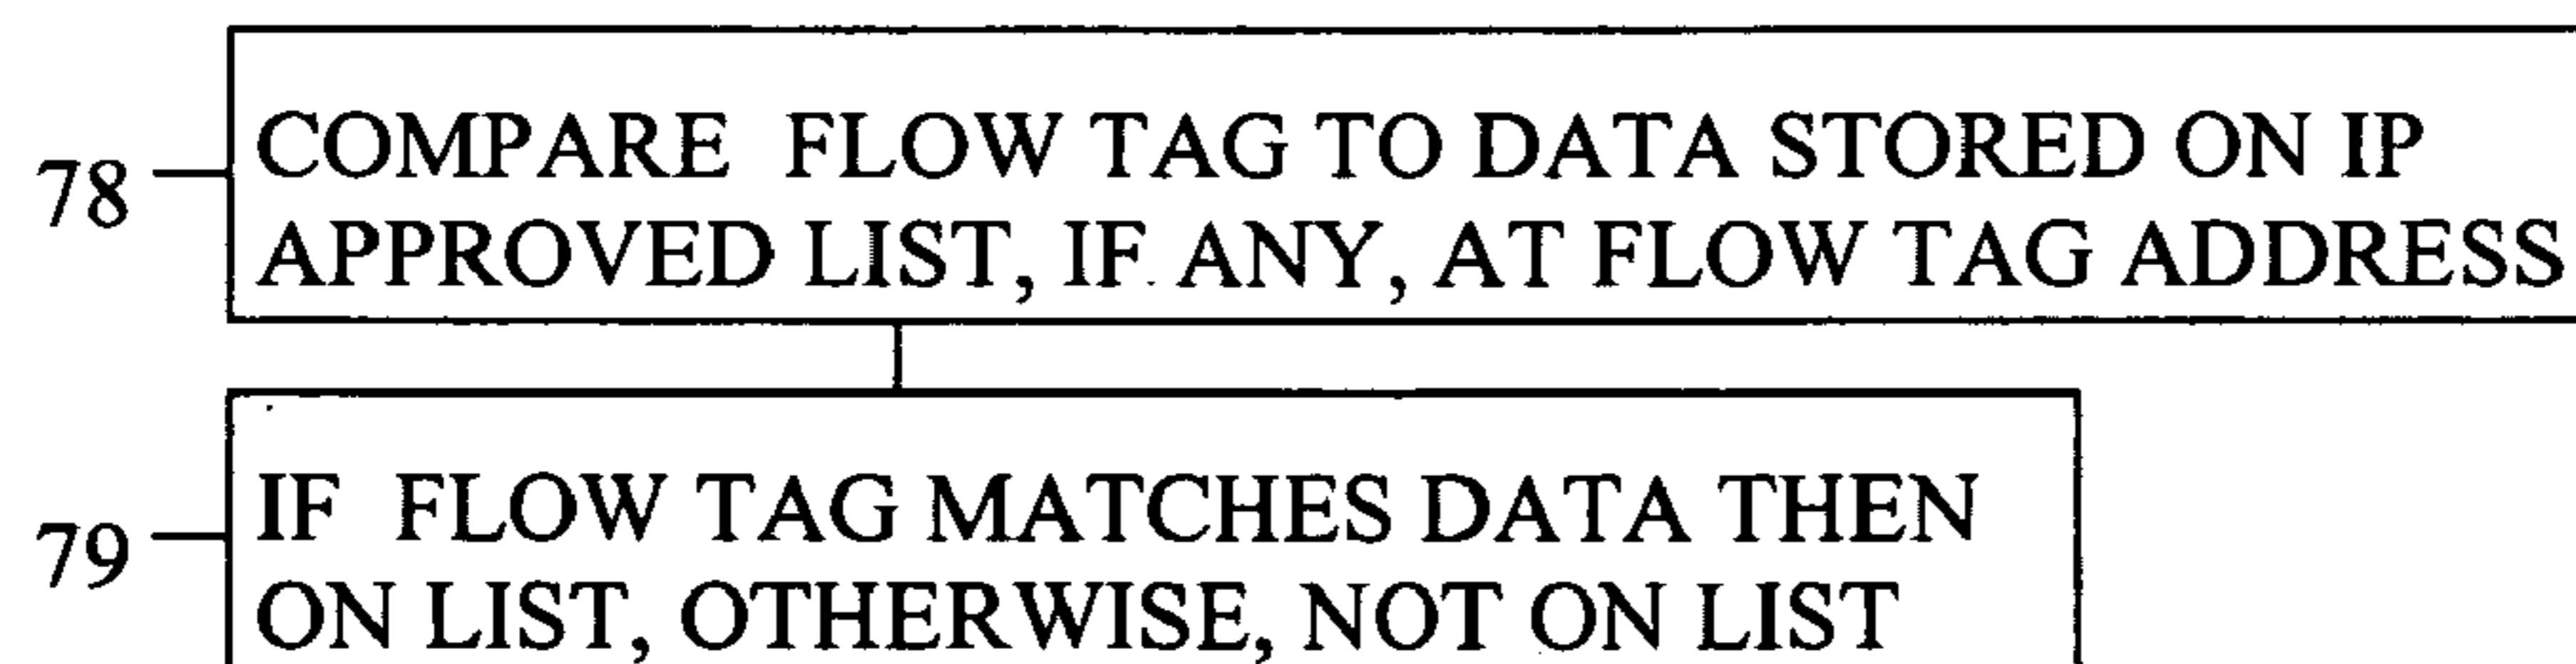 78
COMPARE FLOW TAG TO DATA STORED ON IP
APPROVED LIST, IF ANY, AT FLOW TAG ADDRESS
79
IF FLOW TAG MATCHES DATA THEN
ON LIST, OTHERWISE, NOT ON LIST